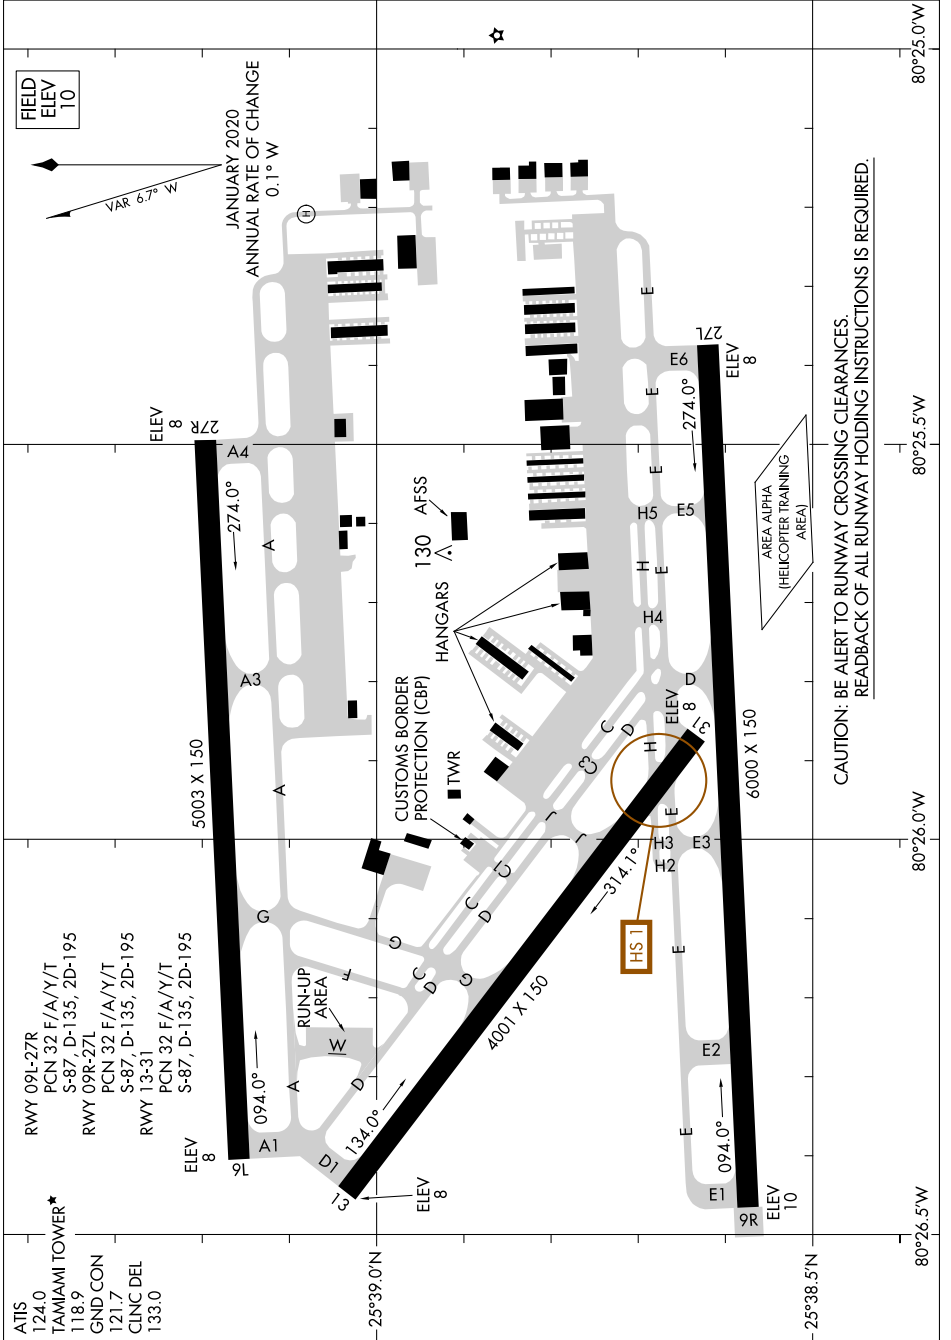 ATIS
124.0
TAMIAMI TOWER★
118.9
GND CON
121.7
CLNC DEL
133.0
RWY 09L-27R
PCN 32 F/A/Y/T
S-87, D-135, 2D-195
RWY 09R-27L
PCN 32 F/A/Y/T
S-87, D-135, 2D-195
RWY 13-31
PCN 32 F/A/Y/T
S-87, D-135, 2D-195
FIELD
ELEV
10
VAR 6.7° W
JANUARY 2020
ANNUAL RATE OF CHANGE
0.1° W
H
ELEV
8
9L
A1
094.0°
5003 X 150
274.0°
27R
ELEV
8
A4
A3
A
A
A
G
RUN-UP
AREA
W
F
G
G
D
D1
13
ELEV
8
134.0°
4001 X 150
314.1°
31
ELEV
8
C
D
C
D
C1
J
J
C3
C
D
CUSTOMS BORDER
PROTECTION (CBP)
TWR
HANGARS
130
AFSS
HS 1
H
H2
H3
H4
H
H5
D
E
E
E
E
E
E
E
E1
E2
E3
E5
E6
9R
ELEV
10
094.0°
6000 X 150
274.0°
27L
ELEV
8
AREA ALPHA
(HELICOPTER TRAINING
AREA)
CAUTION: BE ALERT TO RUNWAY CROSSING CLEARANCES.
READBACK OF ALL RUNWAY HOLDING INSTRUCTIONS IS REQUIRED.
25°39.0'N
25°38.5'N
80°26.5'W
80°26.0'W
80°25.5'W
80°25.0'W